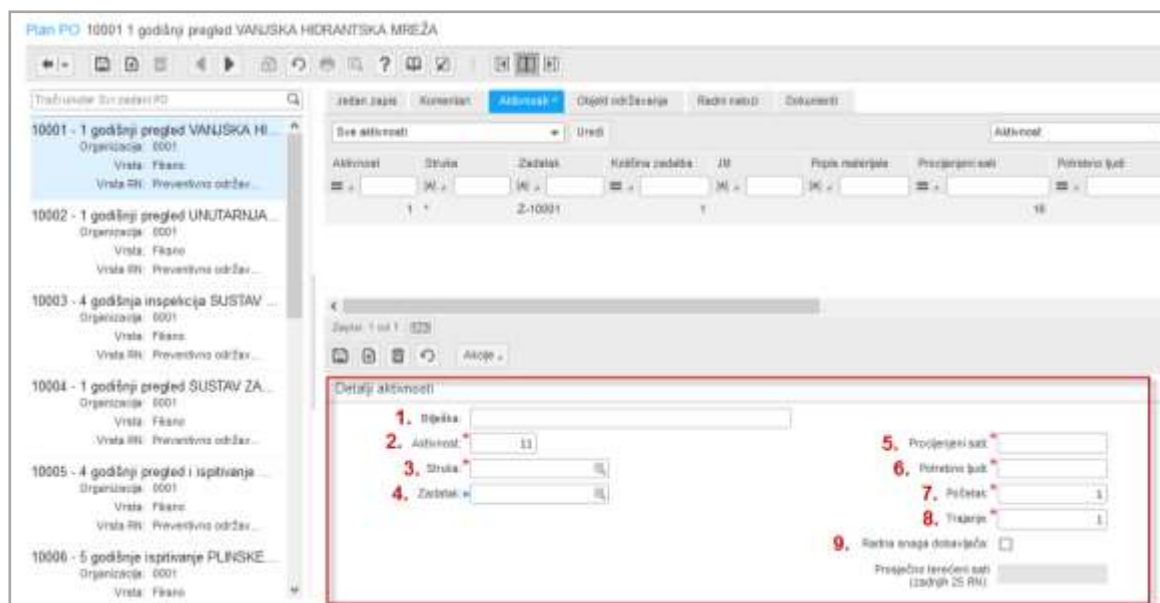 Plan PO 10001 1 godišnji pregled VANJSKA HIDRANTSKA MREŽA
Jedan zapis Komentari Aktivnosti Objekt održavanja Radni nalozi Dokumenti
Sve aktivnosti Uredi Aktivnost
Aktivnost Struka Zadatak Količina zadatka JM Popis materijala Procijenjeni sati Potrebno ljudi
1 * Z-10001 1 16
10001 - 1 godišnji pregled VANJSKA HI...
Organizacija: 0001
Vrsta: Fiksno
Vrsta RN: Preventivno održav...
10002 - 1 godišnji pregled UNUTARNJA...
Organizacija: 0001
Vrsta: Fiksno
Vrsta RN: Preventivno održav...
10003 - 4 godišnja inspekcija SUSTAV ...
Organizacija: 0001
Vrsta: Fiksno
Vrsta RN: Preventivno održav...
10004 - 1 godišnji pregled SUSTAV ZA...
Organizacija: 0001
Vrsta: Fiksno
Vrsta RN: Preventivno održav...
10005 - 4 godišnji pregled i ispitivanje ...
Organizacija: 0001
Vrsta: Fiksno
Vrsta RN: Preventivno održav...
10006 - 5 godišnje ispitivanje PLINSKE...
Organizacija: 0001
Vrsta: Fiksno
Zapisi: 1 od 1
Akcije
Detalji aktivnosti
1. Bilješka:
2. Aktivnost:* 11
3. Struka:*
4. Zadatak:
5. Procijenjeni sati:*
6. Potrebno ljudi:*
7. Početak:* 1
8. Trajanje:* 1
9. Radna snaga dobavljača:
Prosječno terećeni sati
(zadnjih 25 RN):